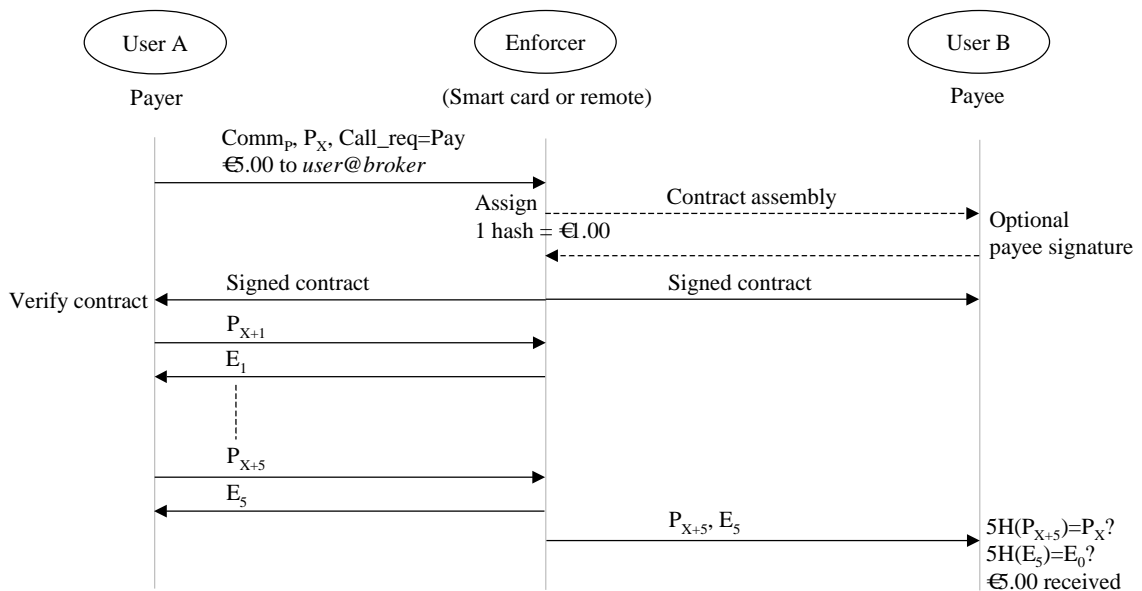 User A
Enforcer
User B
Payer
(Smart card or remote)
Payee
Comm_P, P_X, Call_req=Pay
€5.00 to user@broker
Assign
1 hash = €1.00
Contract assembly
Optional
payee signature
Signed contract
Signed contract
Verify contract
P_X+1
E_1
P_X+5
E_5
P_X+5, E_5
5H(P_X+5)=P_X?
5H(E_5)=E_0?
€5.00 received